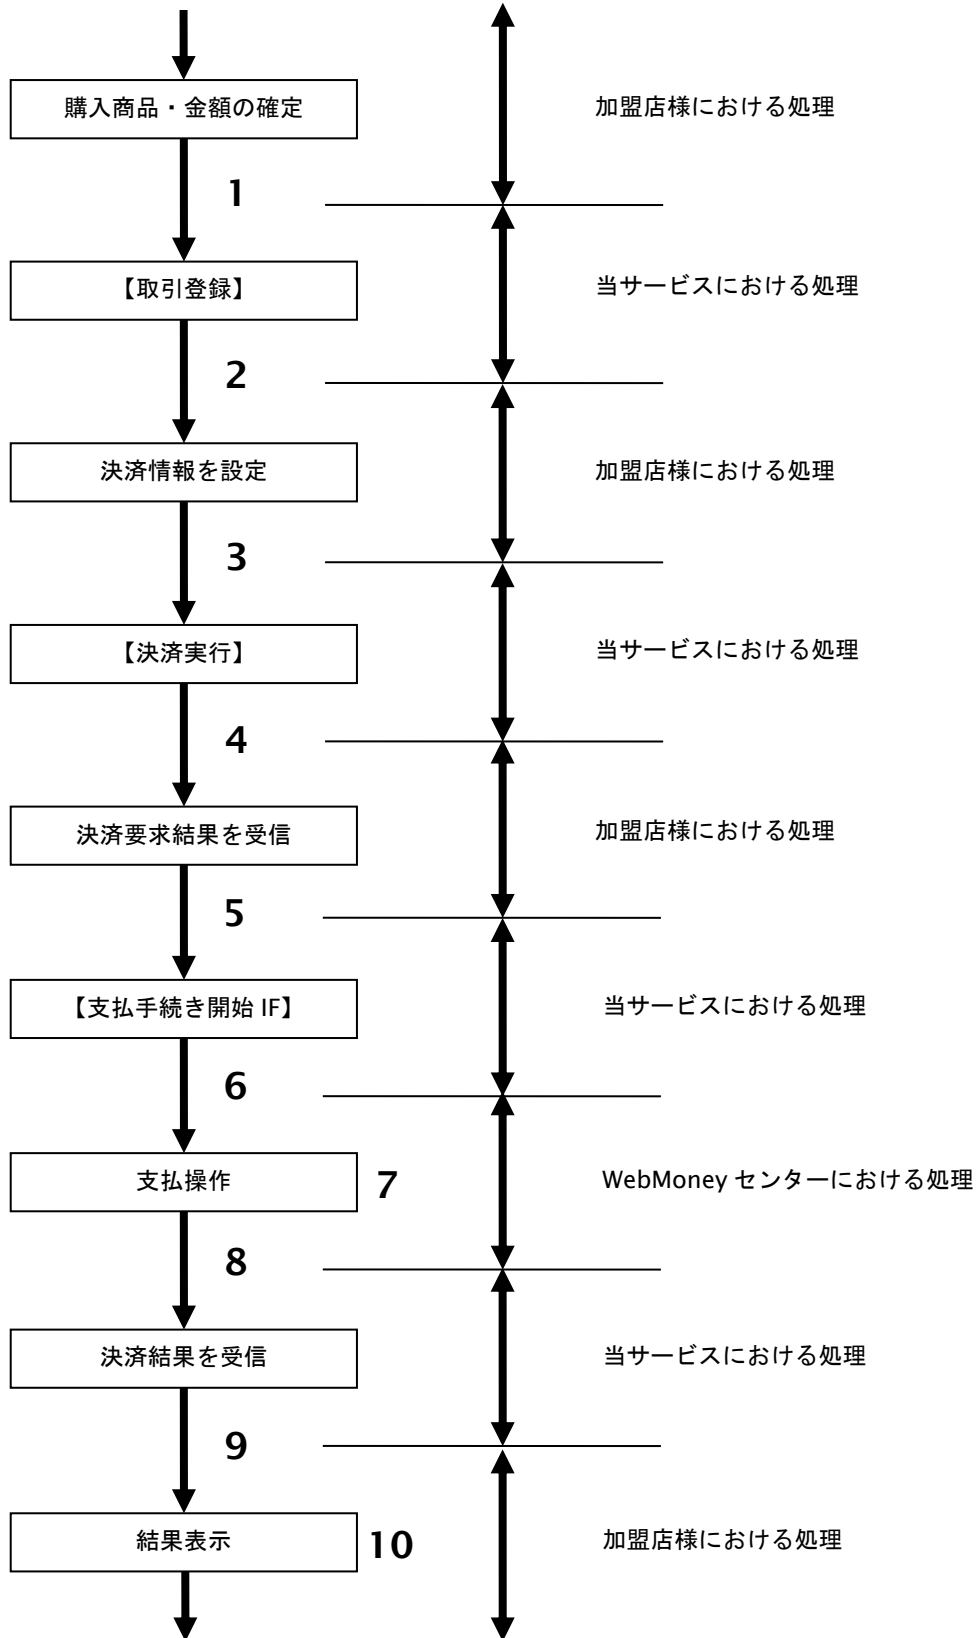 購入商品・金額の確定
加盟店様における処理
1
【取引登録】
当サービスにおける処理
2
決済情報を設定
加盟店様における処理
3
【決済実行】
当サービスにおける処理
4
決済要求結果を受信
加盟店様における処理
5
【支払手続き開始 IF】
当サービスにおける処理
6
支払操作
7
WebMoney センターにおける処理
8
決済結果を受信
当サービスにおける処理
9
結果表示
10
加盟店様における処理